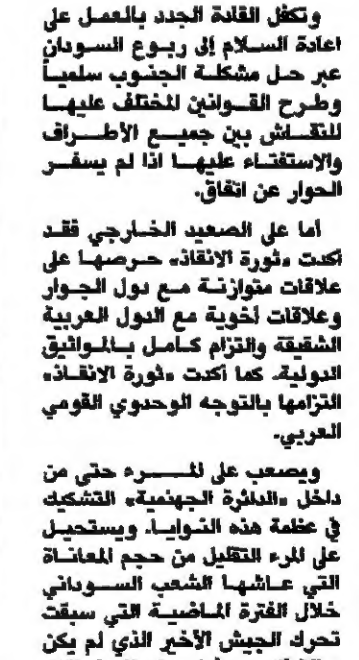 وتكفل القادة الجدد بالعمل على
اعادة السلام إلى ربوع السودان
عبر حل مشكلة الجنوب سلمياً
وطرح القوانين المختلف عليها
للنقاش بين جميع الأطراف
والاستفتاء عليها اذا لم يسفر
الحوار عن اتفاق.
أما على الصعيد الخارجي فقد
أكدت «ثورة الانقاذ» حرصها على
علاقات متوازنة مع دول الجوار
وعلاقات أخوية مع الدول العربية
الشقيقة والتزام كامل بالمواثيق
الدولية. كما أكدت «ثورة الانقاذ»
التزامها بالتوجه الوحدوي القومي
العربي.
ويصعب على المرء حتى من
داخل «الدائرة الجهنمية» التشكيك
في عظمة هذه النوايا. ويستحيل
على المرء التقليل من حجم المعاناة
التي عاشها الشعب السوداني
خلال الفترة الماضية التي سبقت
تحرك الجيش الأخير الذي لم يكن